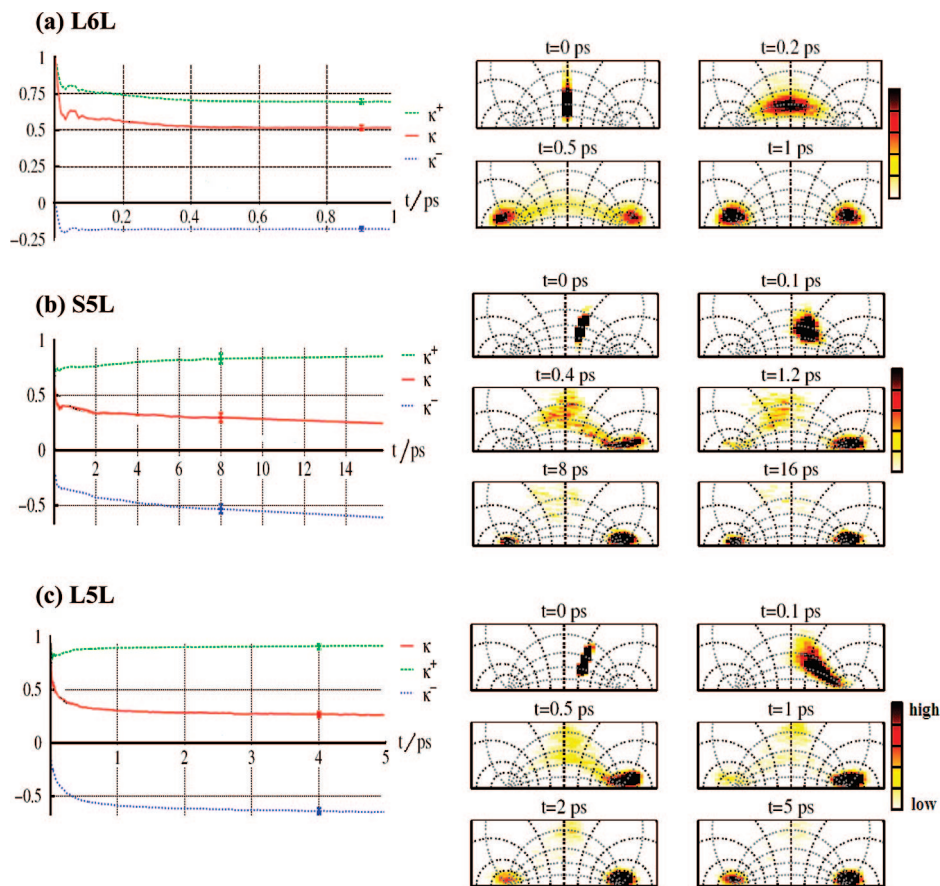 (a) L6L
1
0.75
0.5
0.25
0
−0.25
0.2
0.4
0.6
0.8
1
t/ps
κ⁺
κ
κ⁻
t=0 ps
t=0.2 ps
t=0.5 ps
t=1 ps
(b) S5L
1
0.5
0
−0.5
2
4
6
8
10
12
14
t/ps
κ⁺
κ
κ⁻
t=0 ps
t=0.1 ps
t=0.4 ps
t=1.2 ps
t=8 ps
t=16 ps
(c) L5L
1
0.5
0
−0.5
1
2
3
4
5
t/ps
κ
κ⁺
κ⁻
t=0 ps
t=0.1 ps
t=0.5 ps
t=1 ps
t=2 ps
t=5 ps
high
low